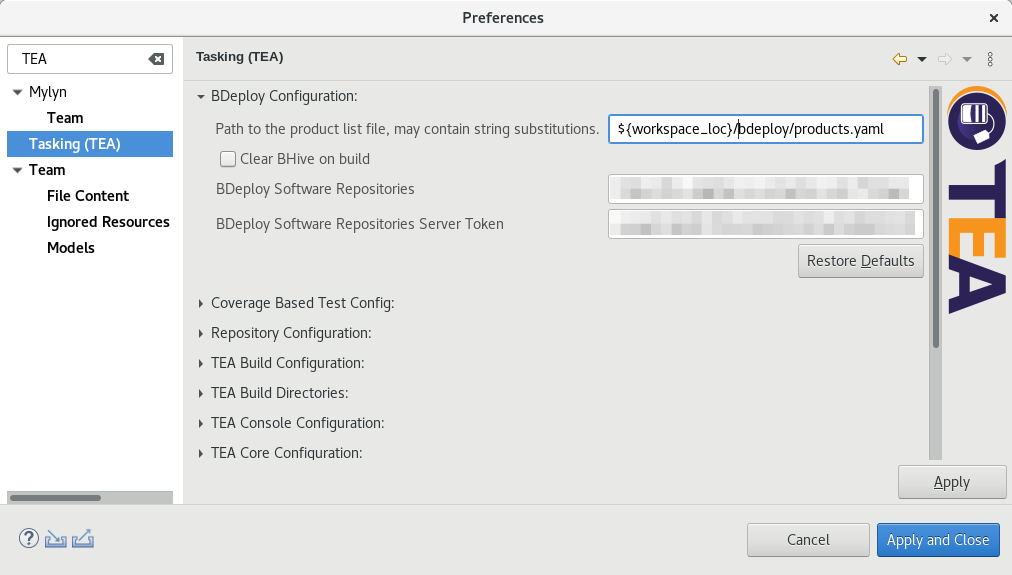 Preferences
TEA
Mylyn
Team
Tasking (TEA)
Team
File Content
Ignored Resources
Models
Tasking (TEA)
BDeploy Configuration:
Path to the product list file, may contain string substitutions. ${workspace_loc}/bdeploy/products.yaml
Clear BHive on build
BDeploy Software Repositories
BDeploy Software Repositories Server Token
Restore Defaults
Coverage Based Test Config:
Repository Configuration:
TEA Build Configuration:
TEA Build Directories:
TEA Console Configuration:
TEA Core Configuration:
TEA
Apply
Cancel
Apply and Close